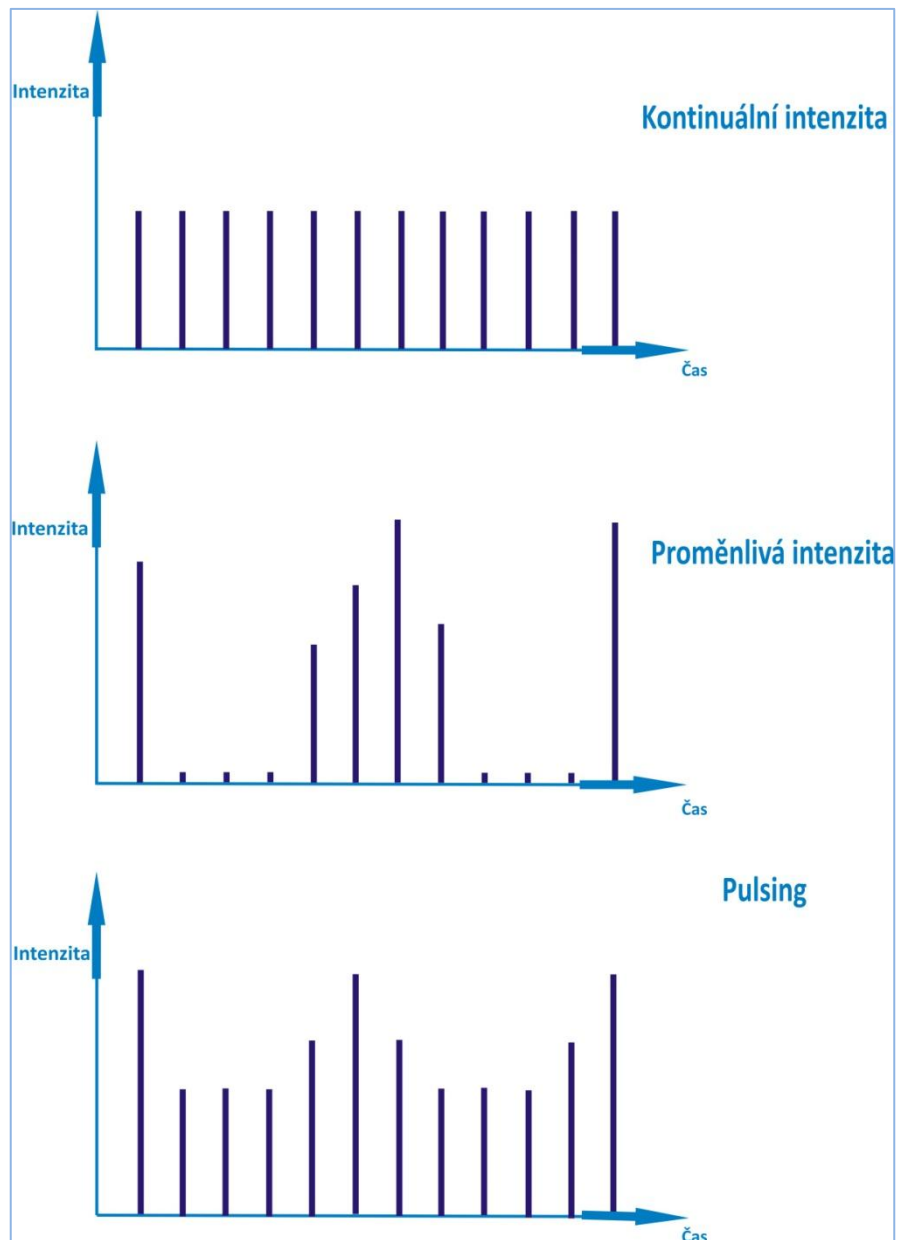 Intenzita
Kontinuální intenzita
Čas
Intenzita
Proměnlivá intenzita
Čas
Pulsing
Intenzita
Čas